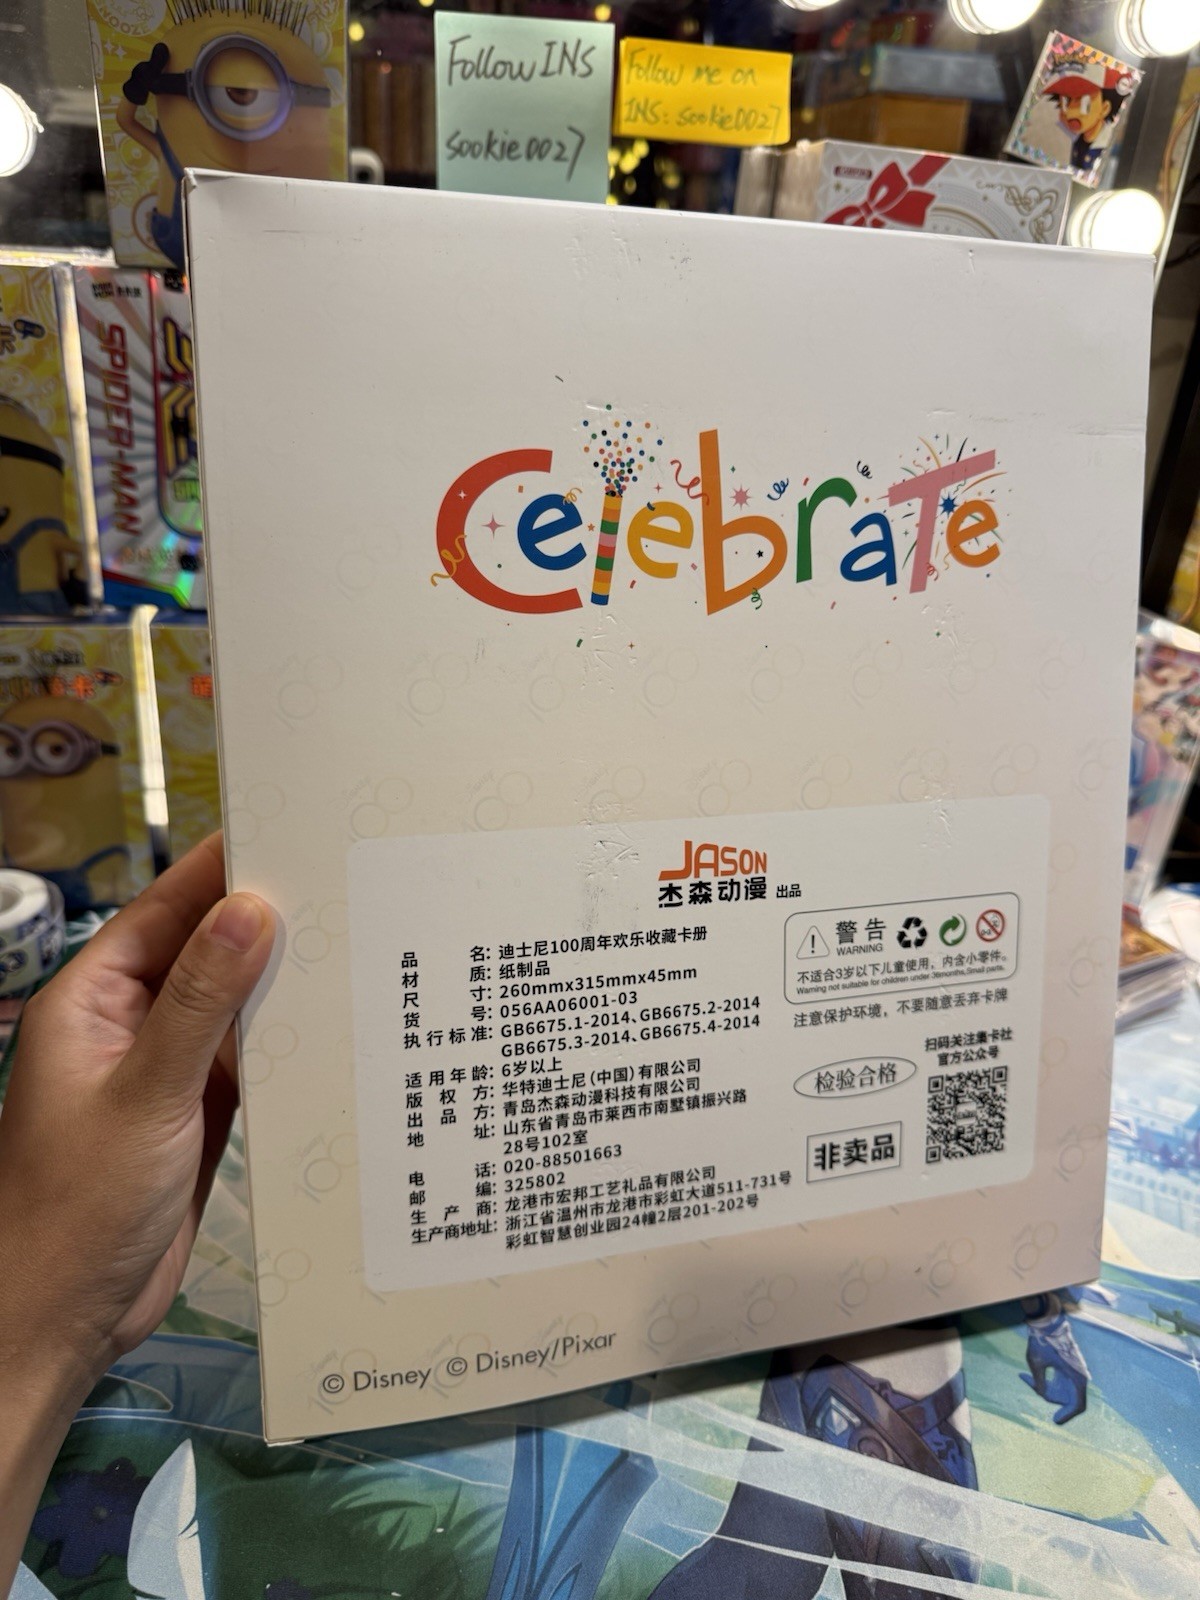 Follow INS
sookie0027
Follow me on
INS: sookie0027
SPIDER-MAN
Celebrate
JASON
杰森动漫 出品
品名: 迪士尼100周年欢乐收藏卡册
材质: 纸制品
尺寸: 260mmx315mmx45mm
货号: 056AA06001-03
执行标准: GB6675.1-2014、GB6675.2-2014
GB6675.3-2014、GB6675.4-2014
适用年龄: 6岁以上
版权方: 华特迪士尼(中国)有限公司
出品方: 青岛杰森动漫科技有限公司
地址: 山东省青岛市莱西市南墅镇振兴路
28号102室
电话: 020-88501663
邮编: 325802
生产商: 龙港市宏邦工艺礼品有限公司
生产商地址: 浙江省温州市龙港市彩虹大道511-731号
彩虹智慧创业园24幢2层201-202号
警告
WARNING
不适合3岁以下儿童使用，内含小零件。
Warning not suitable for children under 36months,Small parts.
注意保护环境，不要随意丢弃卡牌
扫码关注集卡社
官方公众号
检验合格
非卖品
© Disney © Disney/Pixar